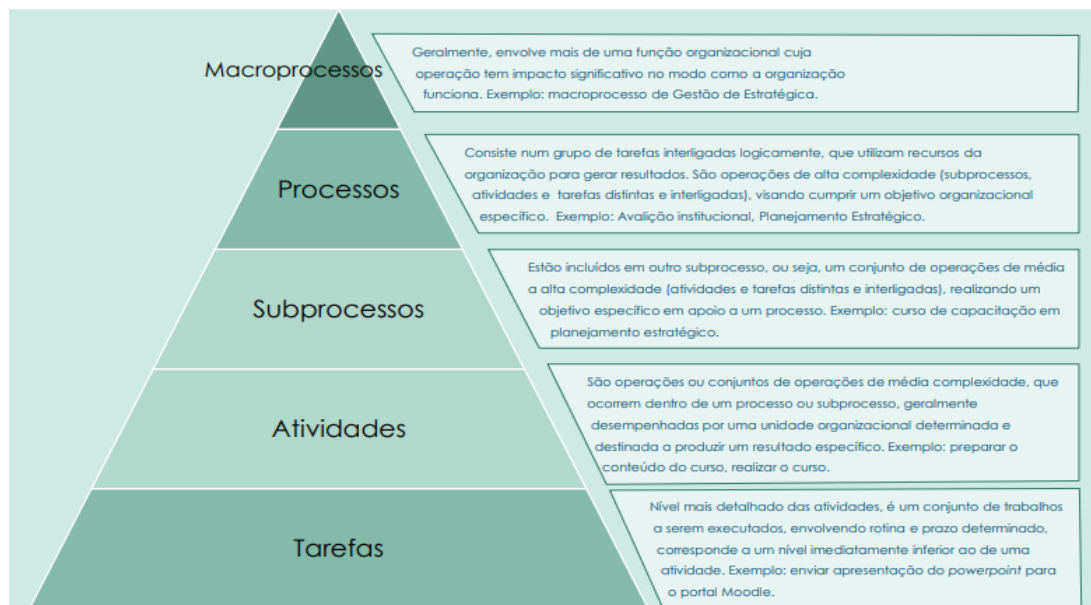 Macroprocessos
Geralmente, envolve mais de uma função organizacional cuja
operação tem impacto significativo no modo como a organização
funciona. Exemplo: macroprocesso de Gestão de Estratégica.
Processos
Consiste num grupo de tarefas interligadas logicamente, que utilizam recursos da
organização para gerar resultados. São operações de alta complexidade (subprocessos,
atividades e tarefas distintas e interligadas), visando cumprir um objetivo organizacional
específico. Exemplo: Avalição institucional, Planejamento Estratégico.
Subprocessos
Estão incluídos em outro subprocesso, ou seja, um conjunto de operações de média
a alta complexidade (atividades e tarefas distintas e interligadas), realizando um
objetivo específico em apoio a um processo. Exemplo: curso de capacitação em
planejamento estratégico.
Atividades
São operações ou conjuntos de operações de média complexidade, que
ocorrem dentro de um processo ou subprocesso, geralmente
desempenhadas por uma unidade organizacional determinada e
destinada a produzir um resultado específico. Exemplo: preparar o
conteúdo do curso, realizar o curso.
Tarefas
Nível mais detalhado das atividades, é um conjunto de trabalhos
a serem executados, envolvendo rotina e prazo determinado,
corresponde a um nível imediatamente inferior ao de uma
atividade. Exemplo: enviar apresentação do powerpoint para
o portal Moodle.